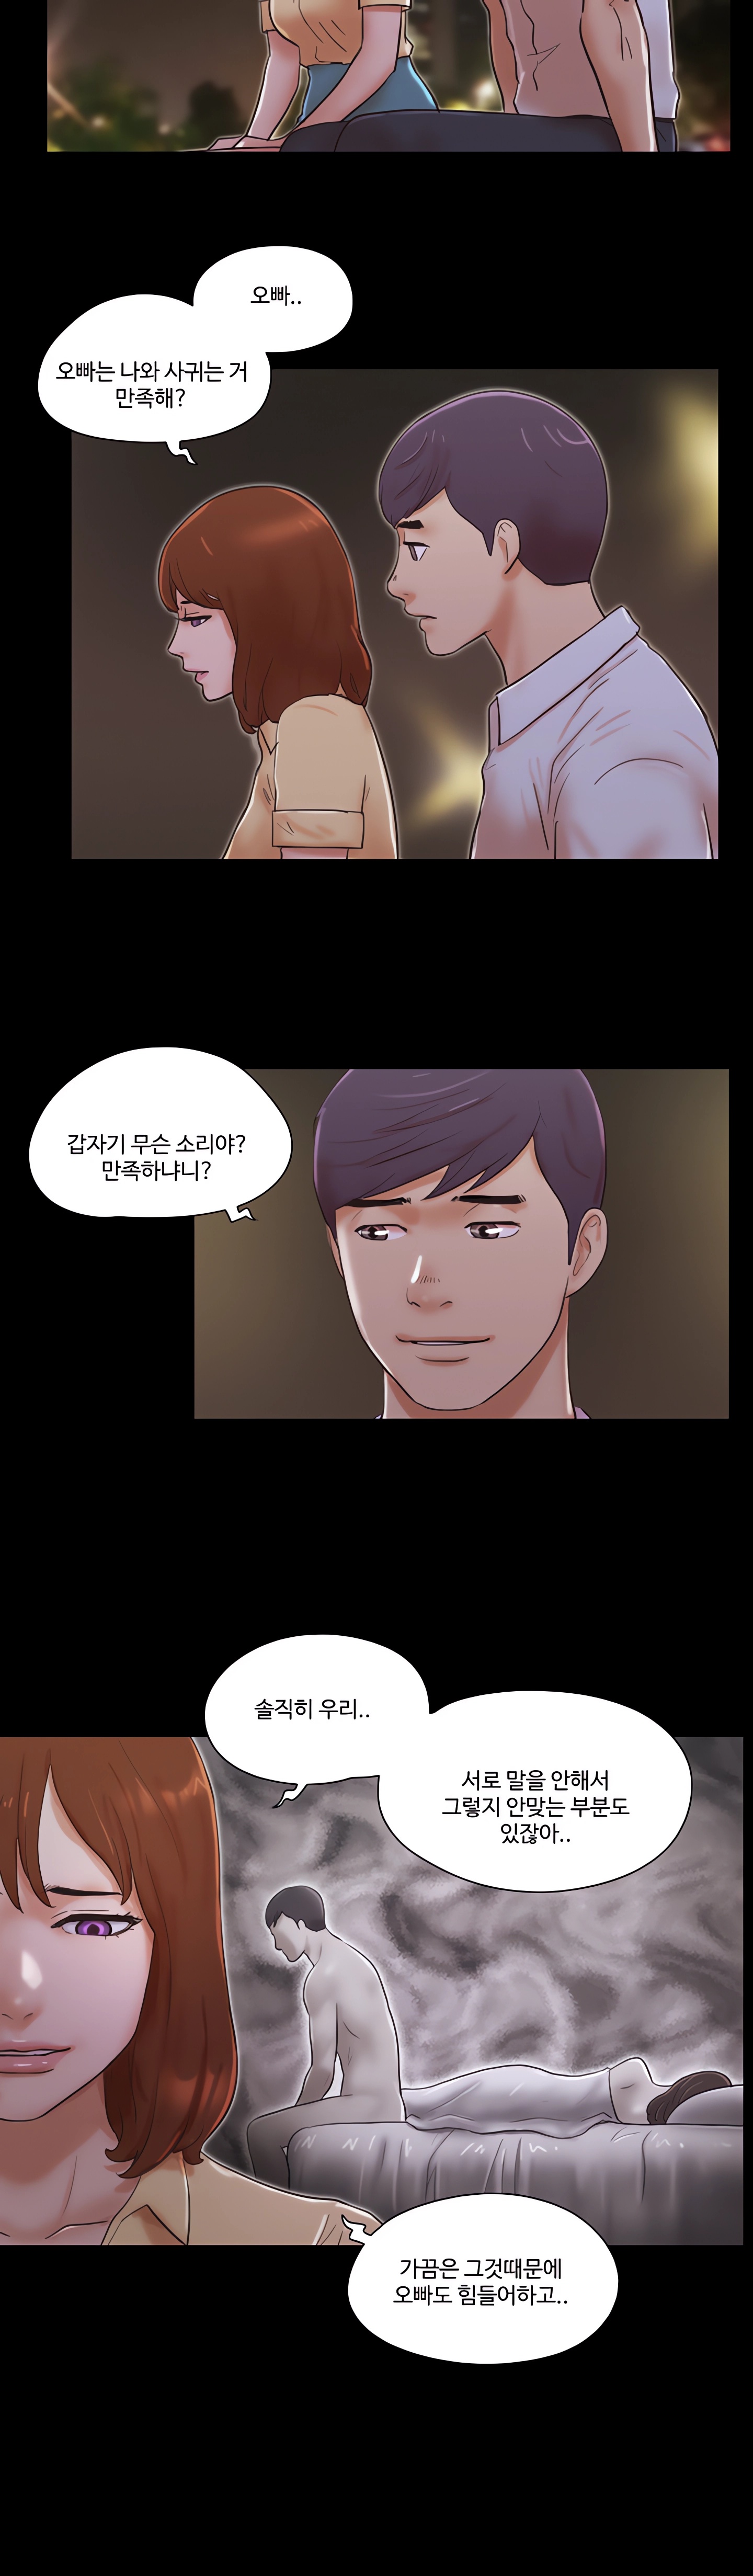 오빠..
오빠는 나와 사귀는 거
만족해?
갑자기 무슨 소리야?
만족하냐니?
솔직히 우리..
서로 말을 안해서
그렇지 안맞는 부분도
있잖아..
가끔은 그것때문에
오빠도 힘들어하고..